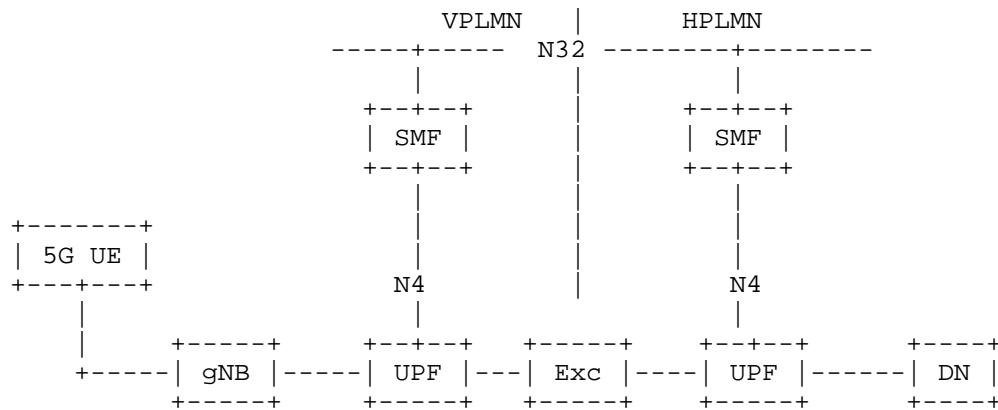 VPLMN | HPLMN
-----+----- N32 --------+--------
| | |
+--+--+ | +--+--+
| SMF | | | SMF |
+--+--+ | +--+--+
| | |
| | |
+-------+ | | |
| 5G UE | | | |
+---+---+ N4 | N4
| | |
| +-----+ +--+--+ +-----+ +--+--+ +----+
+-----| gNB |-----| UPF |---| Exc |----| UPF |------| DN |
+-----+ +-----+ +-----+ +-----+ +----+